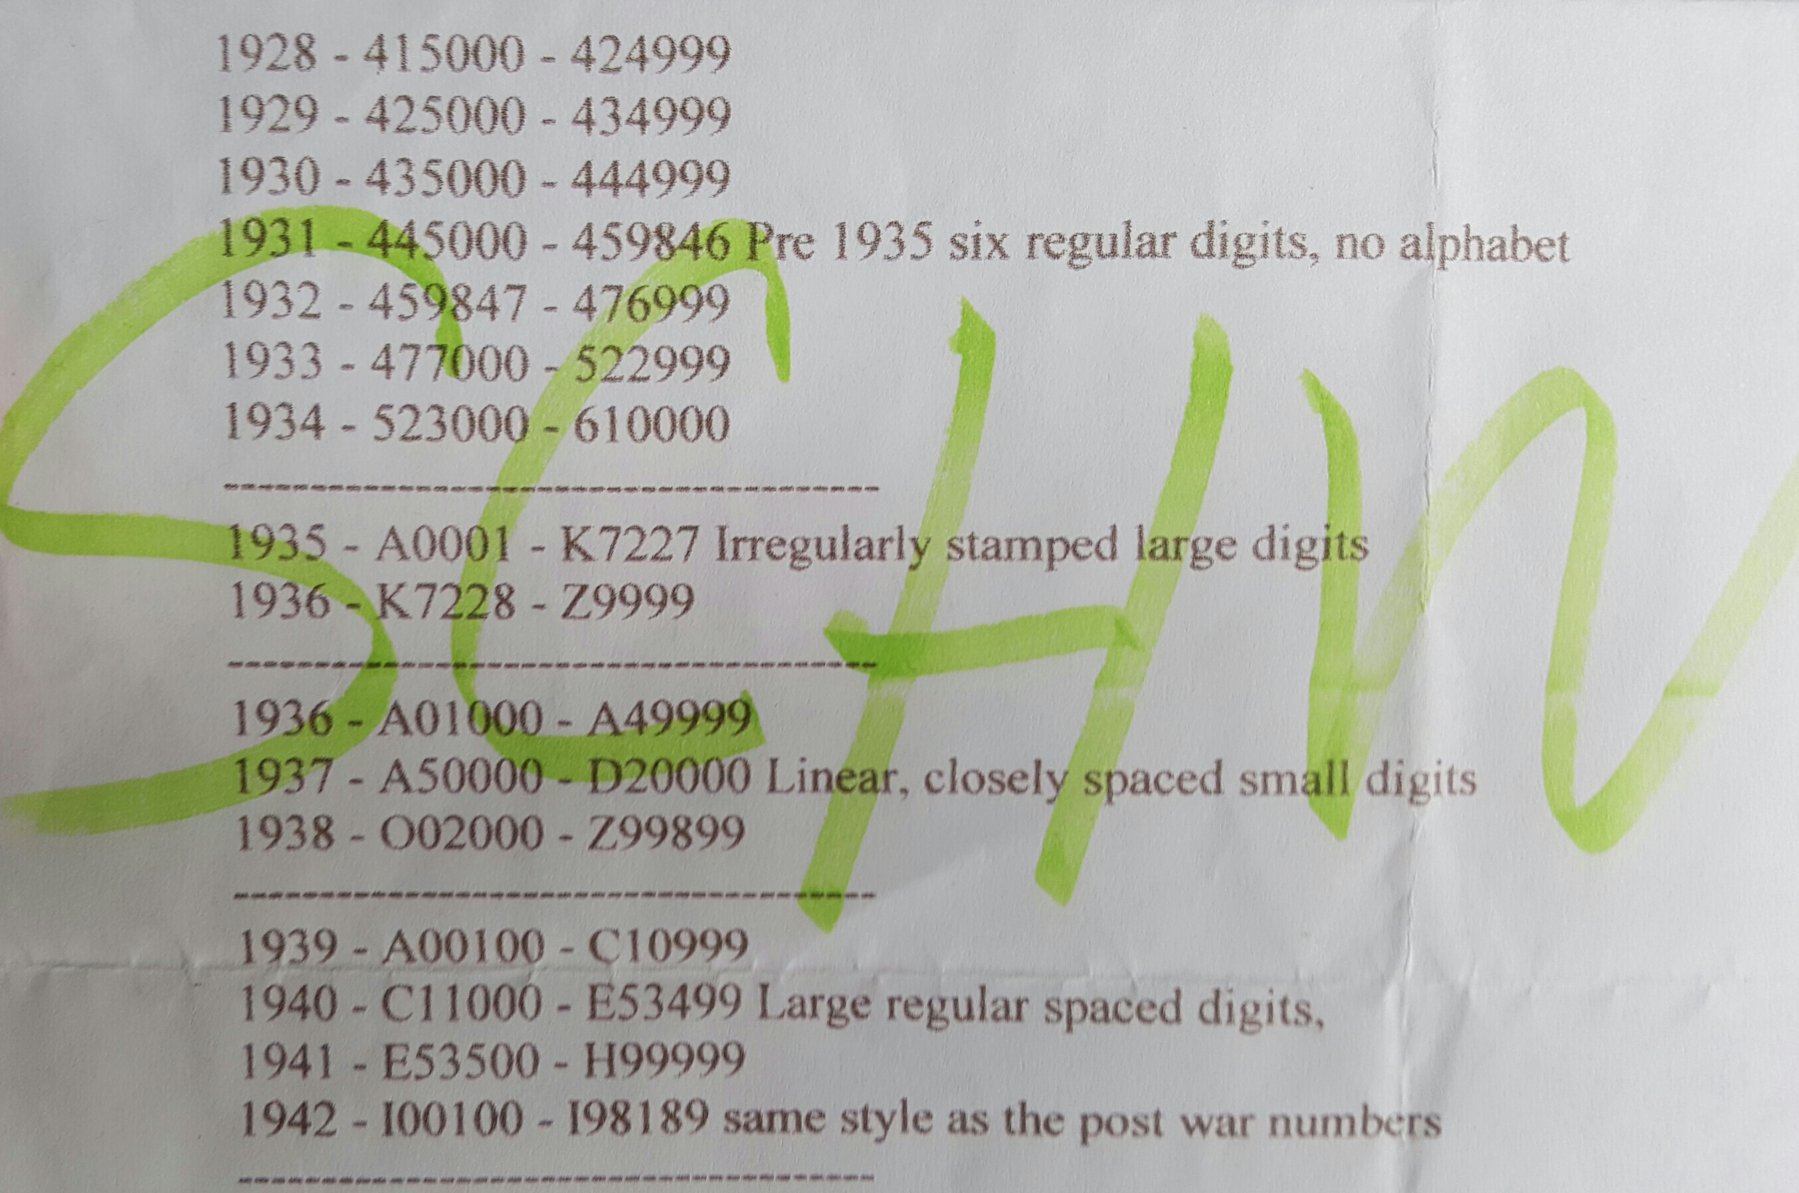 1928 - 415000 - 424999
1929 - 425000 - 434999
1930 - 435000 - 444999
1931 - 445000 - 459846 Pre 1935 six regular digits, no alphabet
1932 - 459847 - 476999
1933 - 477000 - 522999
1934 - 523000 - 610000
------------------------------------------------
1935 - A0001 - K7227 Irregularly stamped large digits
1936 - K7228 - Z9999
------------------------------------------------
1936 - A01000 - A49999
1937 - A50000 - D20000 Linear, closely spaced small digits
1938 - O02000 - Z99899
------------------------------------------------
1939 - A00100 - C10999
1940 - C11000 - E53499 Large regular spaced digits,
1941 - E53500 - H99999
1942 - I00100 - I98189 same style as the post war numbers
------------------------------------------------